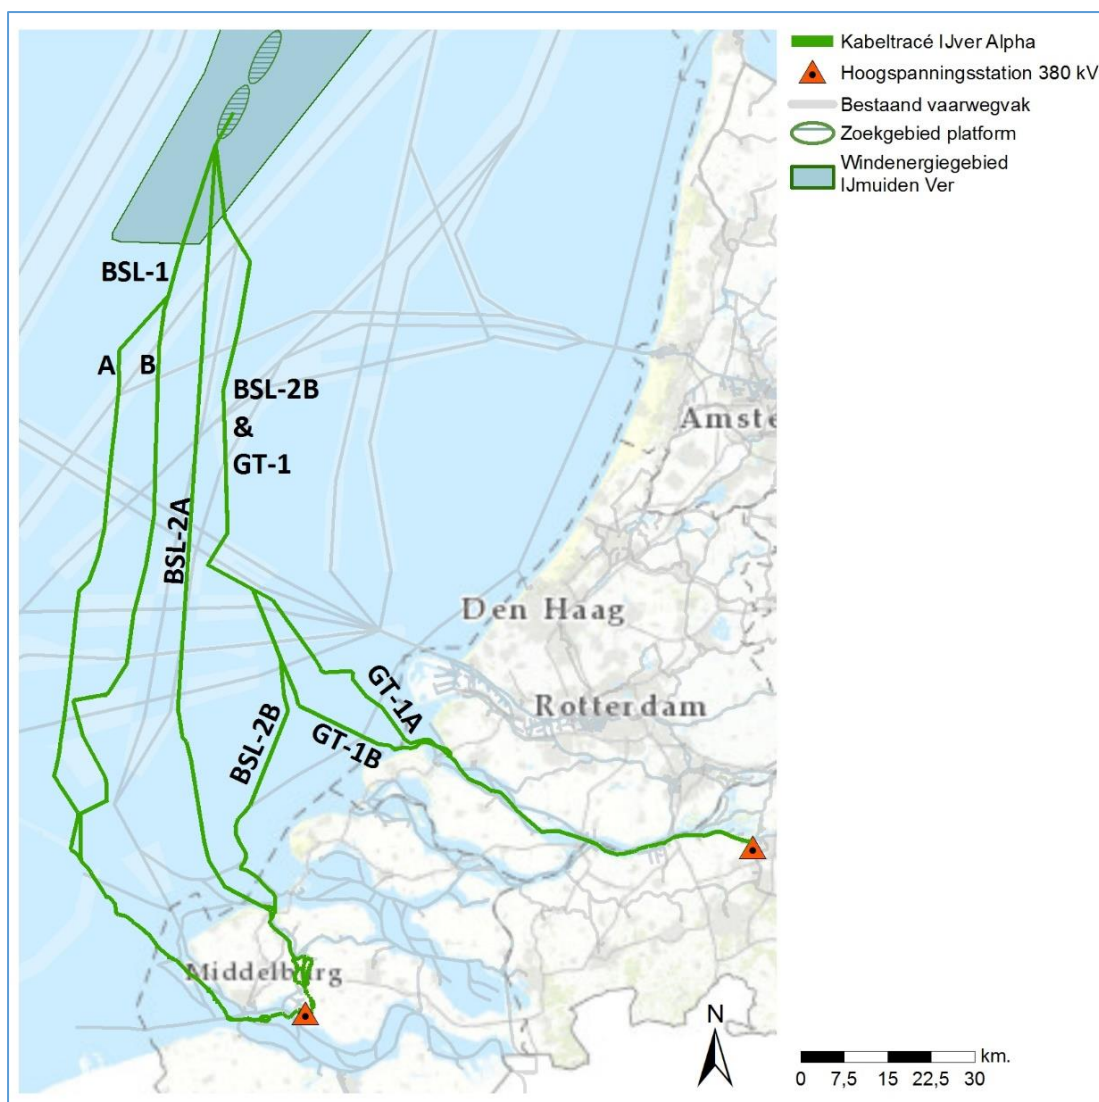 Kabeltracé IJver Alpha
Hoogspanningsstation 380 kV
Bestaand vaarwegvak
Zoekgebied platform
Windenergiegebied
IJmuiden Ver
BSL-1
A
B
BSL-2B
&
GT-1
Amste
BSL-2A
Den Haag
GT-1A
Rotterdam
BSL-2B
GT-1B
Middelburg
N
km.
0 7,5 15 22,5 30